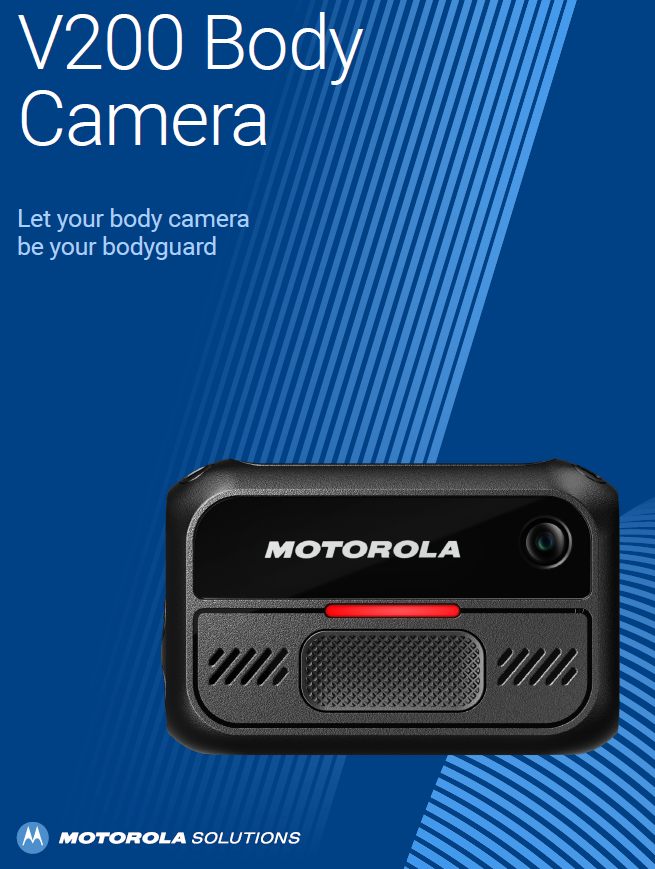 V200 Body
Camera
Let your body camera
be your bodyguard
MOTOROLA
MOTOROLA SOLUTIONS